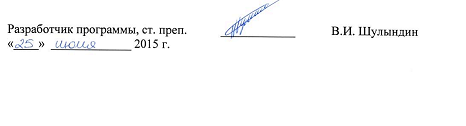 Разработчик программы, ст. преп. В.И. Шулындин
«25» июня 2015 г.